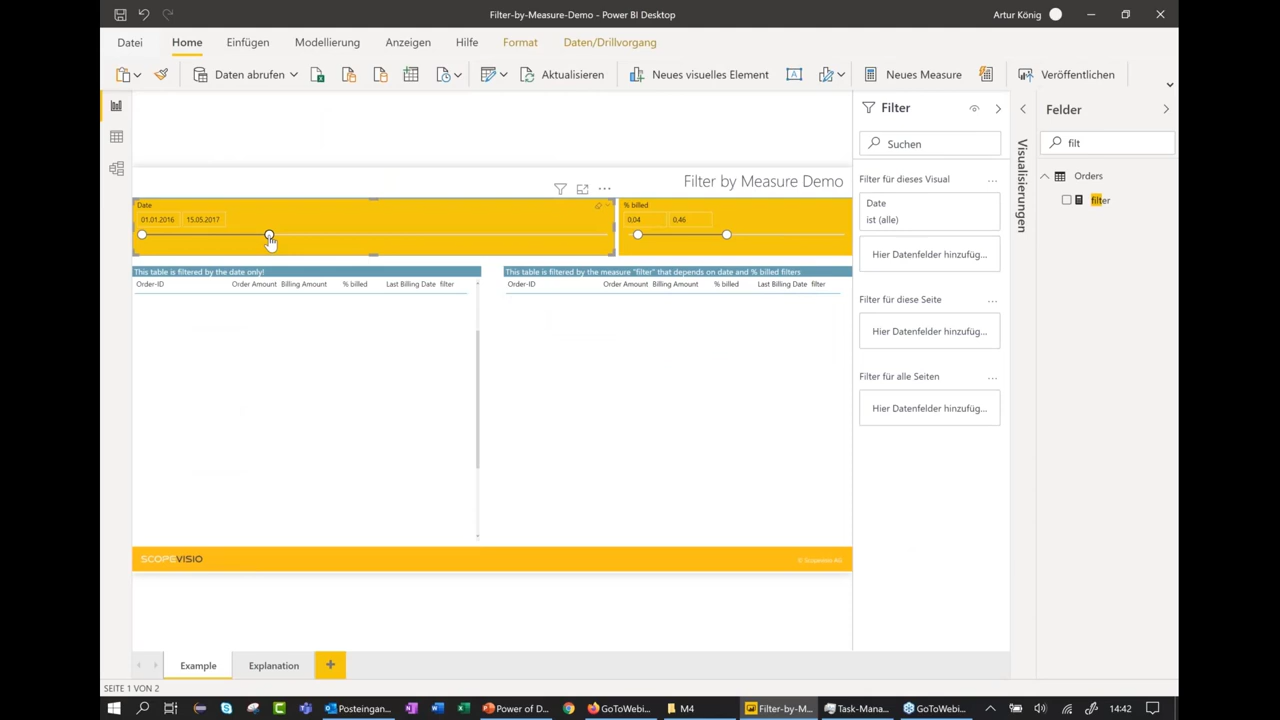 Filter-by-Measure-Demo - Power BI Desktop
Artur König
Datei Home Einfügen Modellierung Anzeigen Hilfe Format Daten/Drillvorgang
Daten abrufen Aktualisieren Neues visuelles Element Neues Measure Veröffentlichen
Filter
Suchen
Filter für dieses Visual ...
Date
ist (alle)
Hier Datenfelder hinzufüg...
Filter für diese Seite ...
Hier Datenfelder hinzufüg...
Filter für alle Seiten ...
Hier Datenfelder hinzufüg...
Visualisierungen
Felder
filt
Orders
filter
Filter by Measure Demo
Date
01.01.2016 15.05.2017
% billed
0,04 0,46
This table is filtered by the date only!
Order-ID Order Amount Billing Amount % billed Last Billing Date filter
This table is filtered by the measure "filter" that depends on date and % billed filters
Order-ID Order Amount Billing Amount % billed Last Billing Date filter
SCOPEVISIO
© Scopevisio AG
Example Explanation +
SEITE 1 VON 2
Posteingan... Power of D... GoToWebi... M4 Filter-by-M... Task-Mana... GoToWebi... 14:42